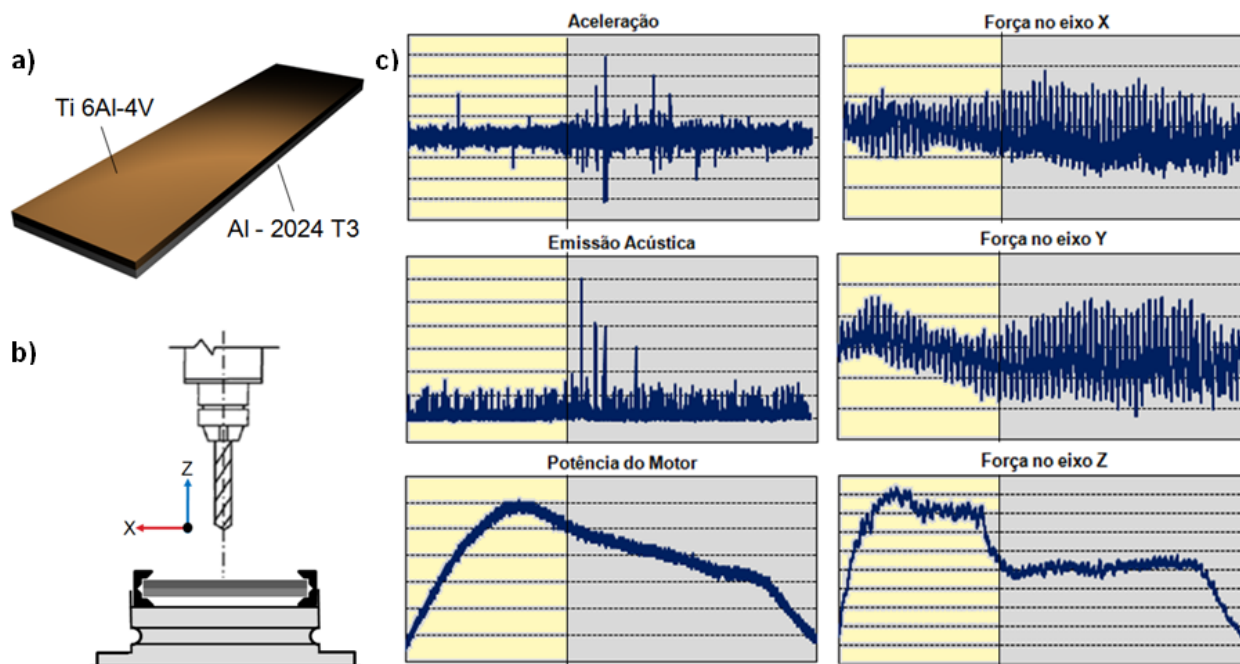 a)
Ti 6Al-4V
Al - 2024 T3
b)
Z
X
c)
Aceleração
Força no eixo X
Emissão Acústica
Força no eixo Y
Potência do Motor
Força no eixo Z